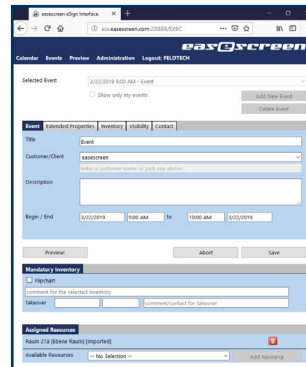 easescreen eSign Interface
ess.easescreen.com:28888/EXEC
easescreen
Calendar Events Preview Administration Logout: FELDTECH
Selected Event 3/22/2019 9:00 AM - Event
Show only my events Add New Event
Delete Event
Event Extended Properties Inventory Visibility Contact
Title Event
Customer/Client easescreen
enter a customer-name or pick one above
Description
Begin / End 3/22/2019 9:00 AM to 10:00 AM 3/22/2019
Preview! Abort Save
Mandatory Inventory
Flipchart
comment for the selected inventory
Takeover comment/contact for takeover
Assigned Resources
Raum 21a [Ebene Raum] [imported]
Available Resources -- No Selection -- Add Resource